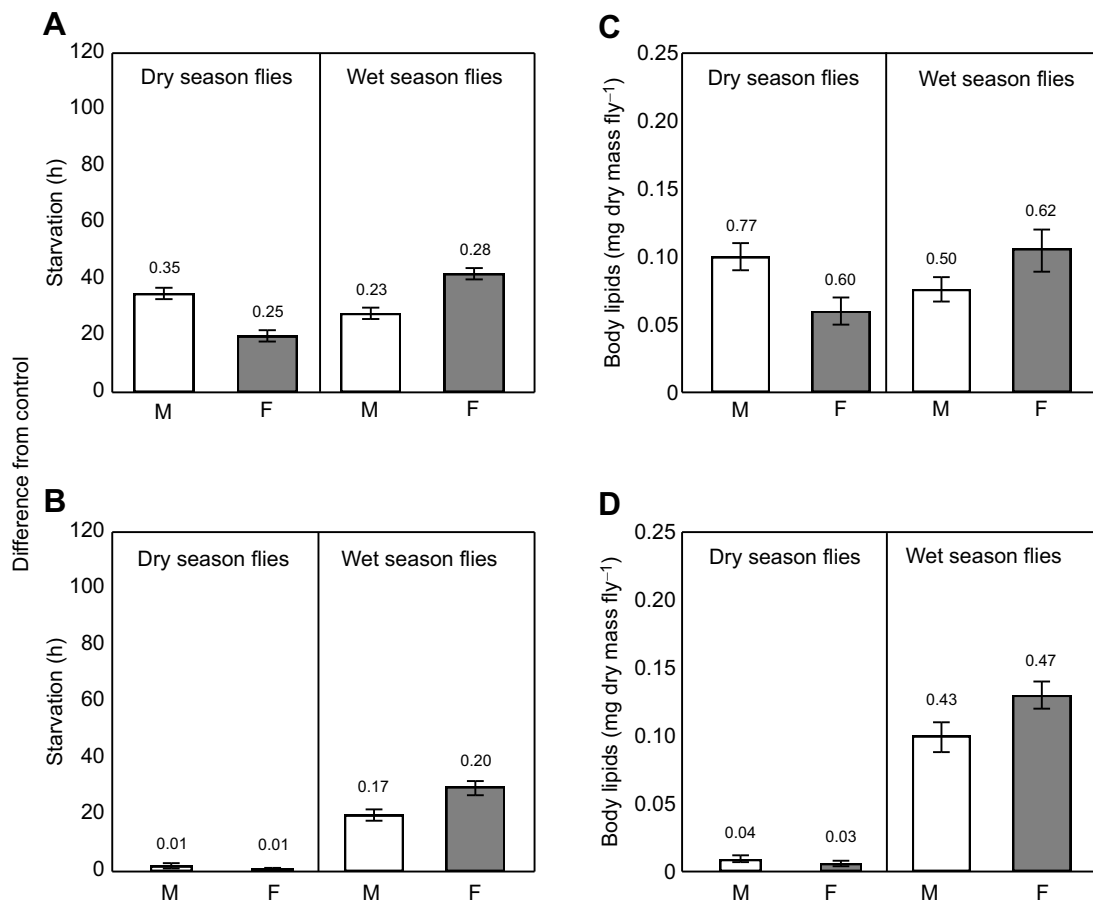 Difference from control
A
Starvation (h)
120
100
80
60
40
20
0
Dry season flies
Wet season flies
0.35
0.25
0.23
0.28
M
F
M
F
C
Body lipids (mg dry mass fly–1)
0.25
0.20
0.15
0.10
0.05
0
Dry season flies
Wet season flies
0.77
0.60
0.50
0.62
M
F
M
F
B
Starvation (h)
120
100
80
60
40
20
0
Dry season flies
Wet season flies
0.01
0.01
0.17
0.20
M
F
M
F
D
Body lipids (mg dry mass fly–1)
0.25
0.20
0.15
0.10
0.05
0
Dry season flies
Wet season flies
0.04
0.03
0.43
0.47
M
F
M
F